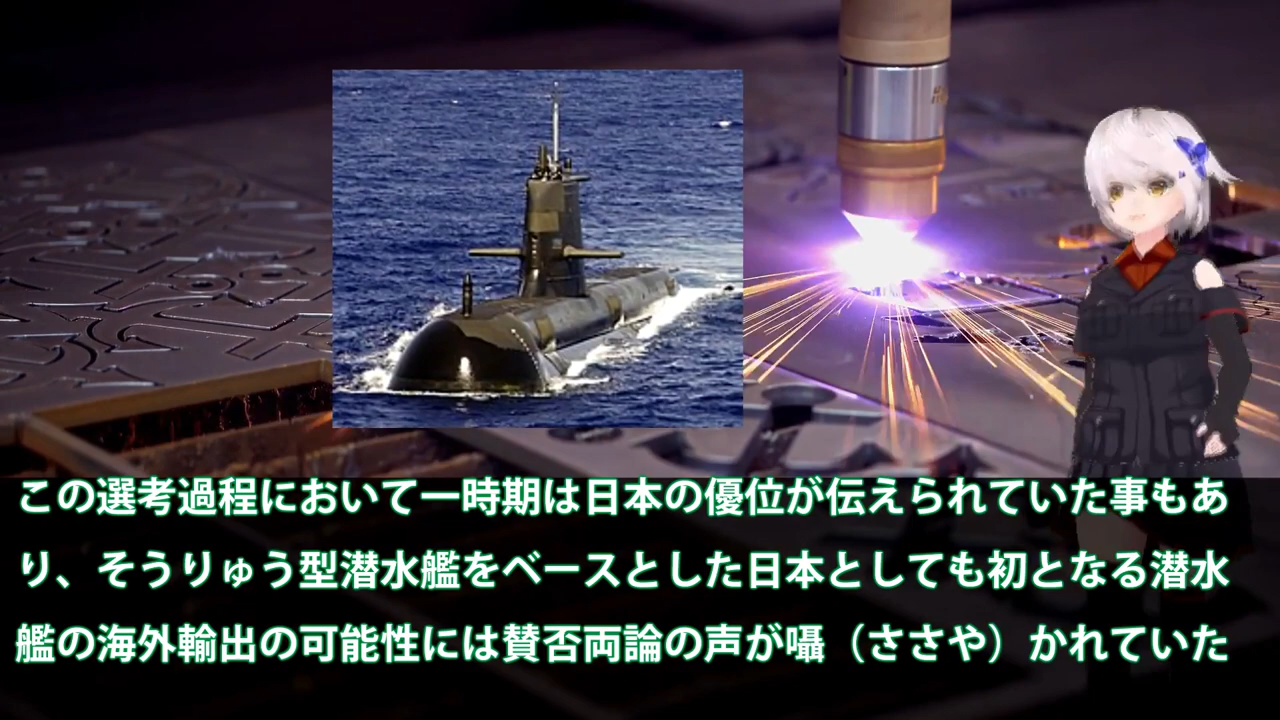 この選考過程において一時期は日本の優位が伝えられていた事もあ
り、そうりゅう型潜水艦をベースとした日本としても初となる潜水
艦の海外輸出の可能性には賛否両論の声が囁（ささや）かれていた